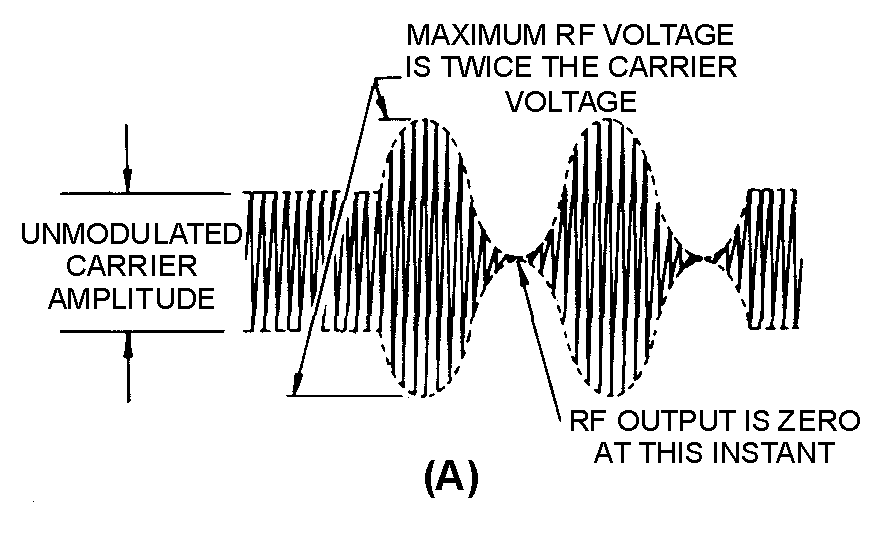 MAXIMUM RF VOLTAGE
IS TWICE THE CARRIER
VOLTAGE
UNMODULATED
CARRIER
AMPLITUDE
RF OUTPUT IS ZERO
AT THIS INSTANT
(A)